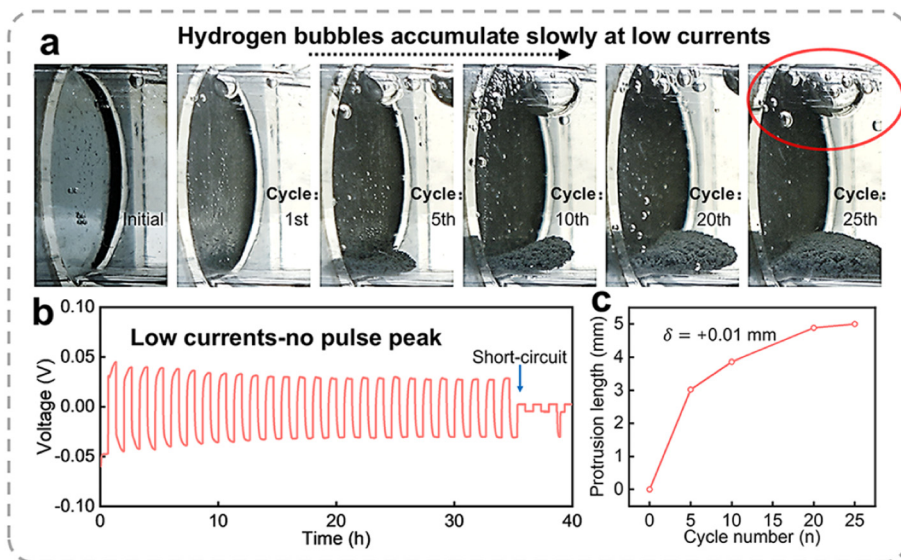 a
Hydrogen bubbles accumulate slowly at low currents
Initial
Cycle:
1st
Cycle:
5th
Cycle:
10th
Cycle:
20th
Cycle:
25th
b
Low currents-no pulse peak
Short-circuit
0.10
0.05
0.00
-0.05
-0.10
Voltage (V)
0
10
20
30
40
Time (h)
c
δ = +0.01 mm
5
4
3
2
1
0
Protrusion length (mm)
0
5
10
15
20
25
Cycle number (n)